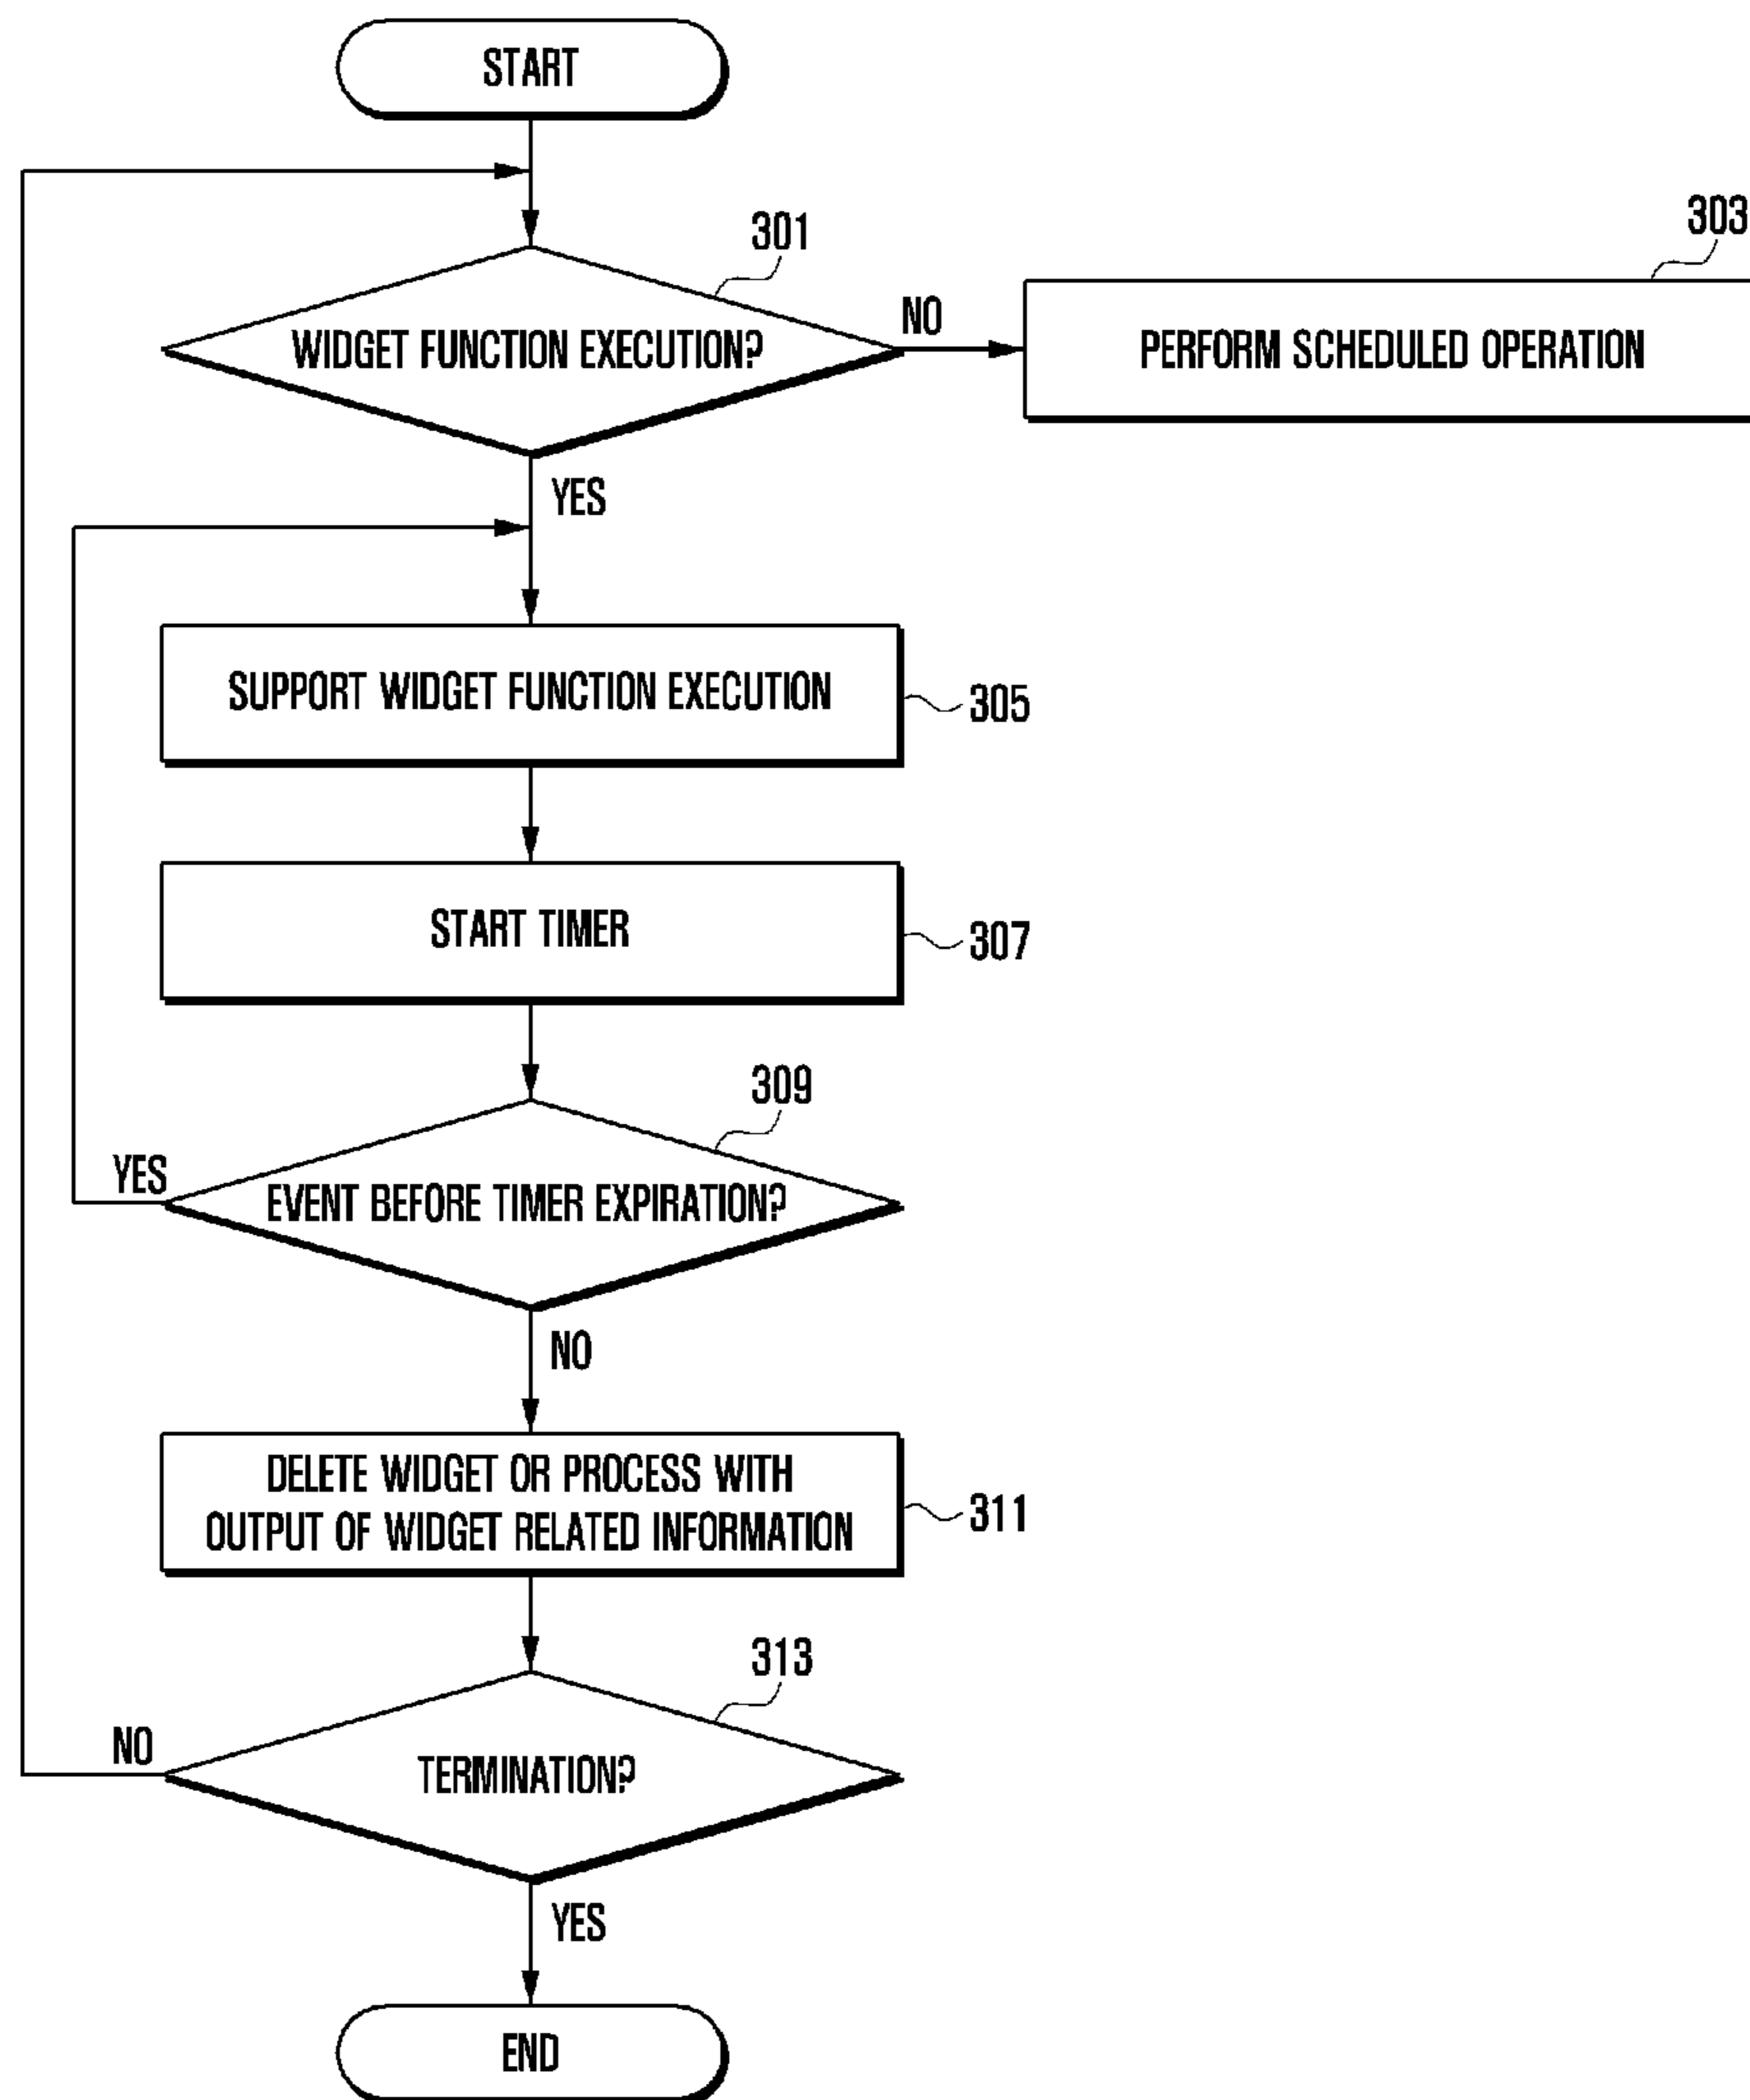 START
301
303
WIDGET FUNCTION EXECUTION?
NO
PERFORM SCHEDULED OPERATION
YES
SUPPORT WIDGET FUNCTION EXECUTION
305
START TIMER
307
309
YES
EVENT BEFORE TIMER EXPIRATION?
NO
DELETE WIDGET OR PROCESS WITH
OUTPUT OF WIDGET RELATED INFORMATION
311
313
NO
TERMINATION?
YES
END